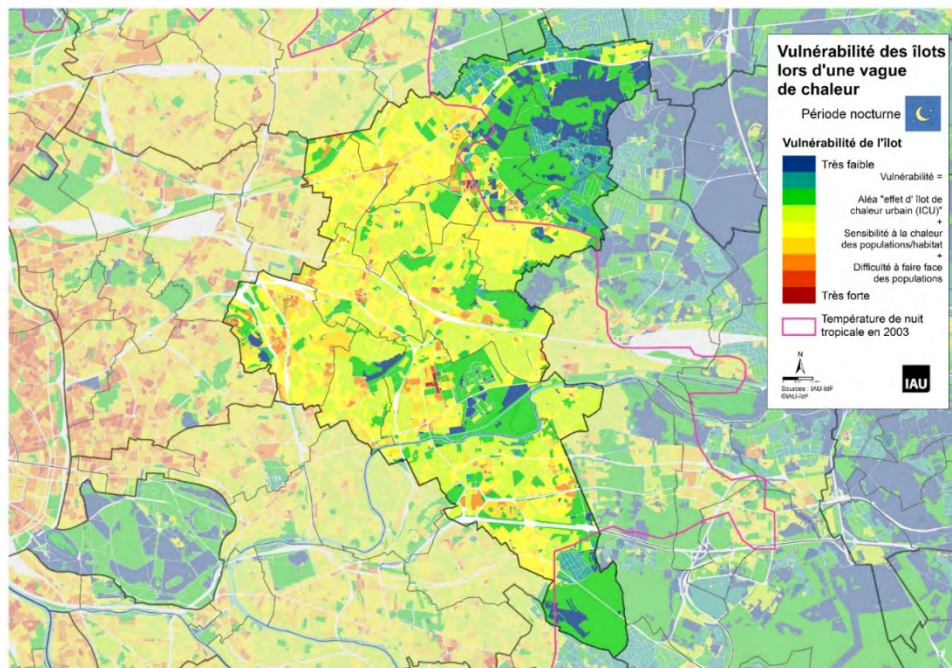 Vulnérabilité des îlots
lors d'une vague
de chaleur
Période nocturne
Vulnérabilité de l'îlot
Très faible
Vulnérabilité =
Aléa "effet d' îlot de
chaleur urbain (ICU)"
+
Sensibilité à la chaleur
des populations/habitat
+
Difficulté à faire face
des populations
Très forte
Température de nuit
tropicale en 2003
N
Sources : IAU-IdF
©IAU-IdF
IAU